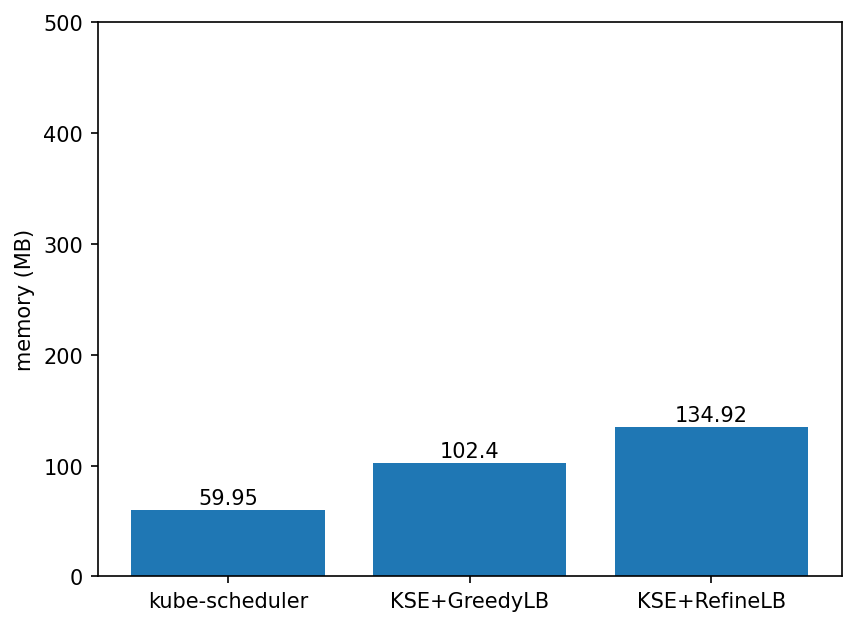 500
400
300
200
100
0
memory (MB)
59.95
102.4
134.92
kube-scheduler
KSE+GreedyLB
KSE+RefineLB